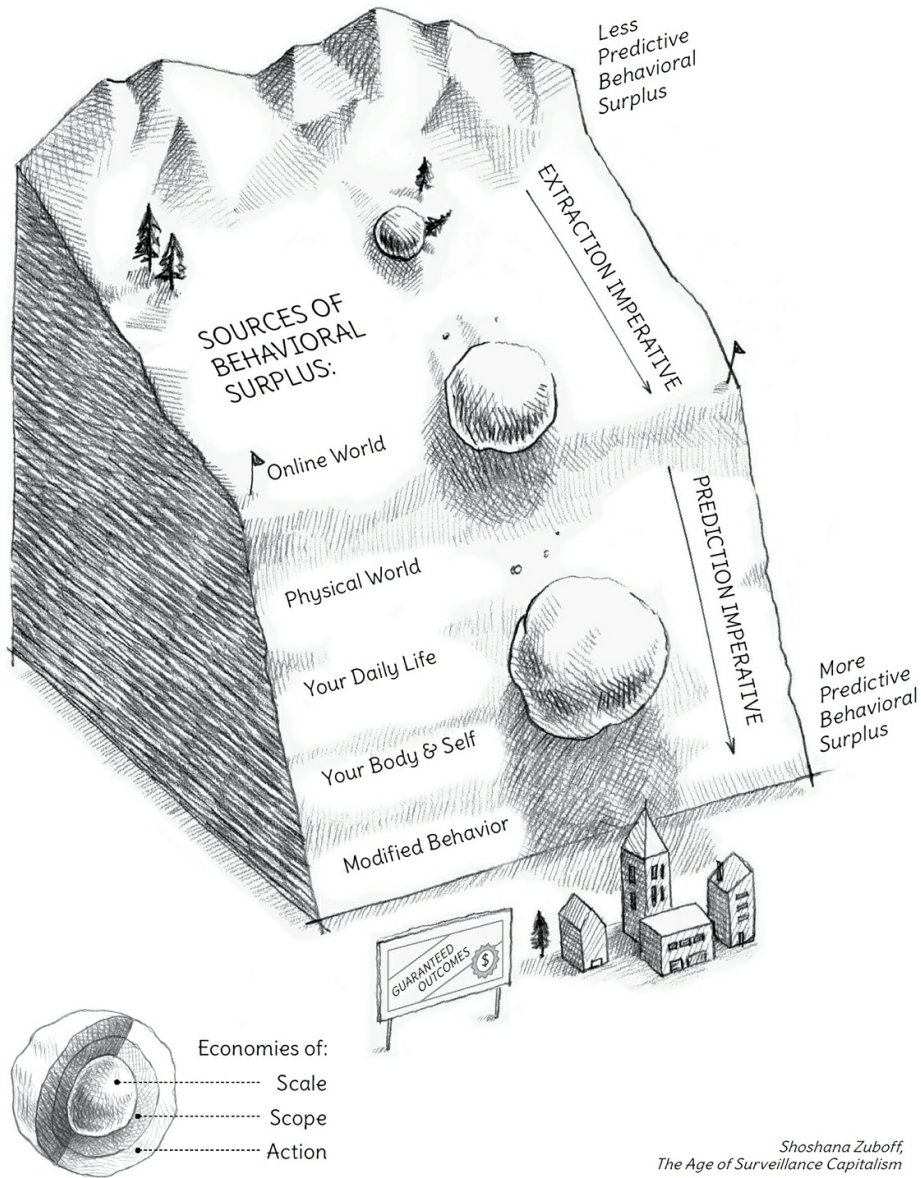 Less
Predictive
Behavioral
Surplus
EXTRACTION IMPERATIVE
SOURCES OF
BEHAVIORAL
SURPLUS:
Online World
PREDICTION IMPERATIVE
Physical World
Your Daily Life
More
Predictive
Behavioral
Surplus
Your Body & Self
Modified Behavior
GUARANTEED
OUTCOMES
$
Economies of:
Scale
Scope
Action
Shoshana Zuboff,
The Age of Surveillance Capitalism